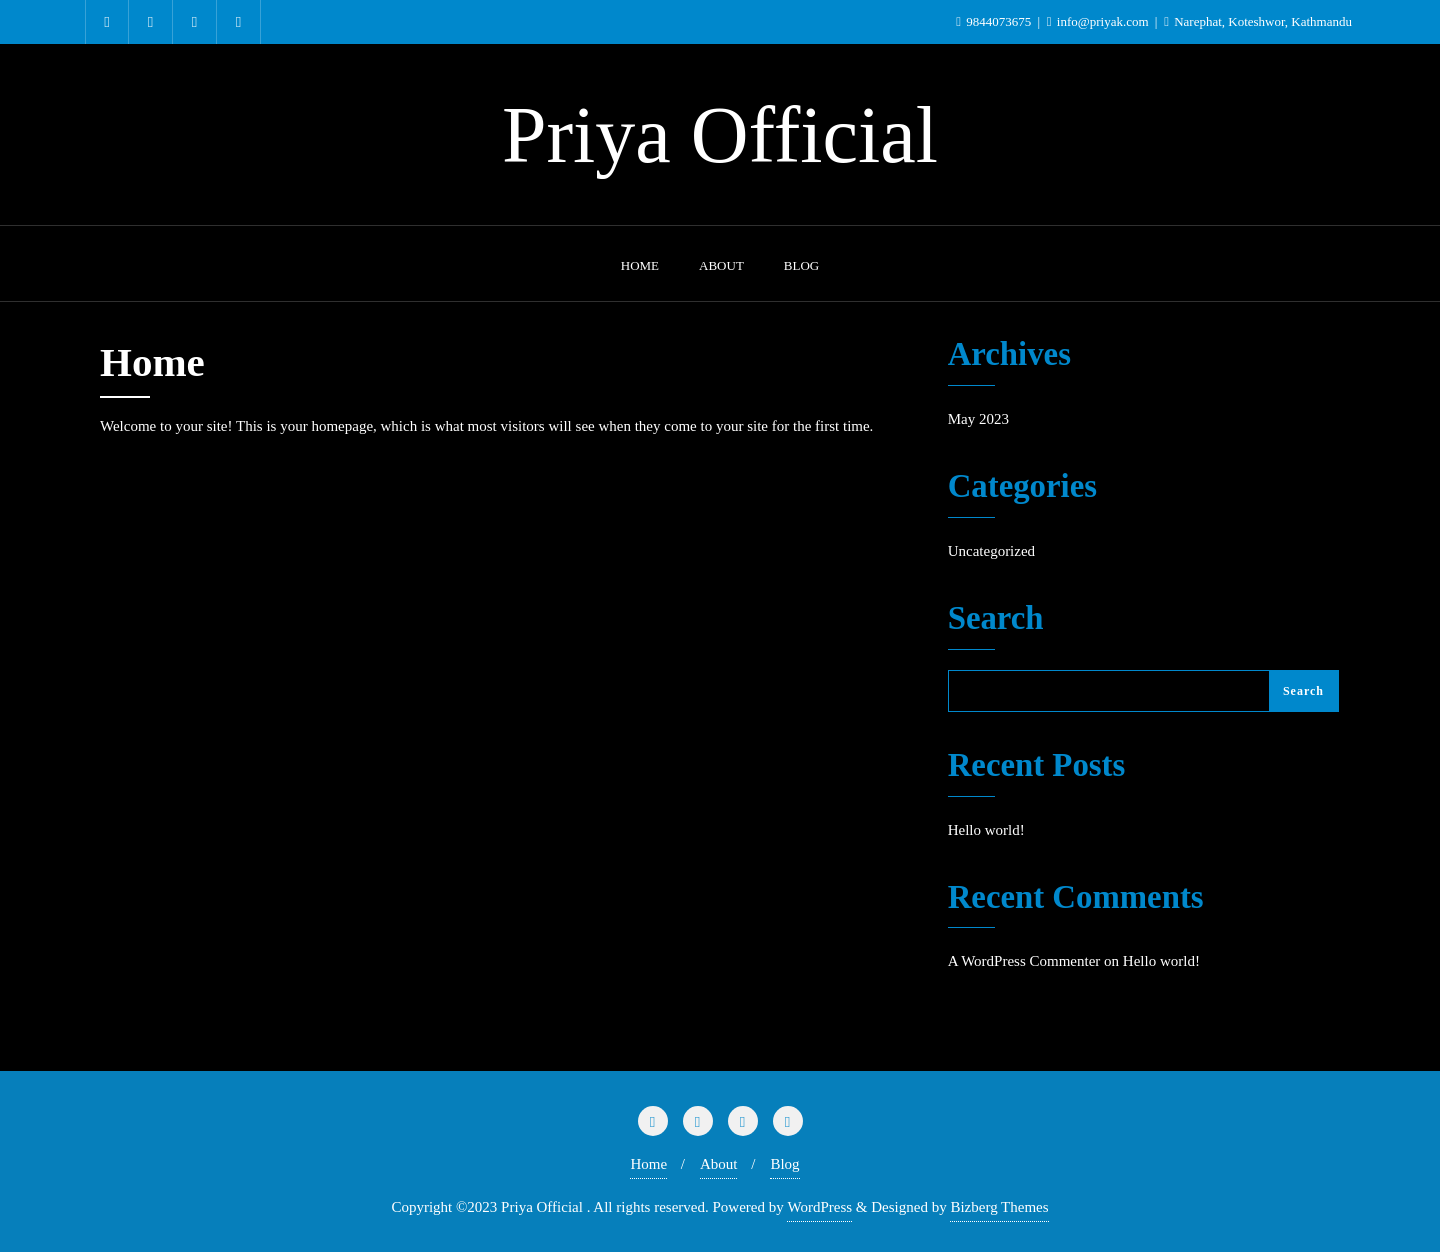 9844073675 | info@priyak.com | Narephat, Koteshwor, Kathmandu
Priya Official
HOME ABOUT BLOG
Home
Welcome to your site! This is your homepage, which is what most visitors will see when they come to your site for the first time.
Archives
May 2023
Categories
Uncategorized
Search
Search
Recent Posts
Hello world!
Recent Comments
A WordPress Commenter on Hello world!
Home / About / Blog
Copyright ©2023 Priya Official . All rights reserved. Powered by WordPress & Designed by Bizberg Themes